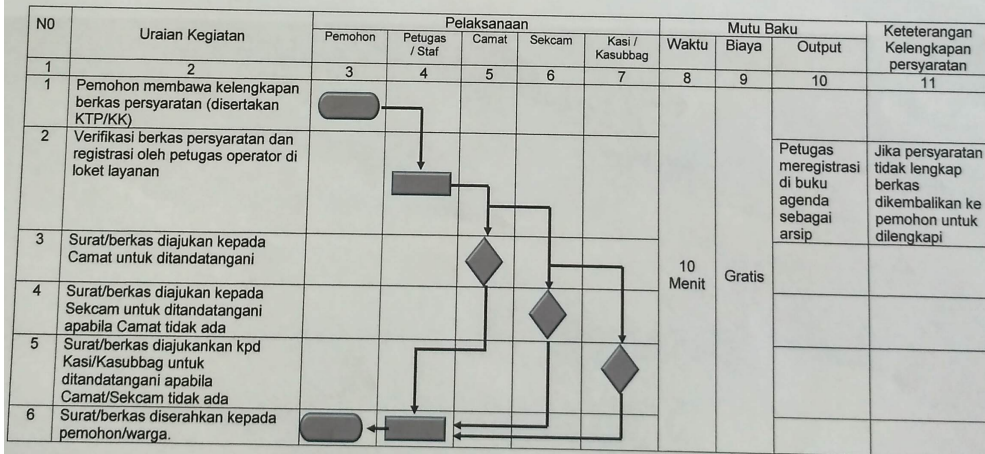 N0
Uraian Kegiatan
Pelaksanaan
Mutu Baku
Keteterangan
Kelengkapan
persyaratan
Pemohon
Petugas
/ Staf
Camat
Sekcam
Kasi /
Kasubbag
Waktu
Biaya
Output
1
2
3
4
5
6
7
8
9
10
11
1
Pemohon membawa kelengkapan
berkas persyaratan (disertakan
KTP/KK)
2
Verifikasi berkas persyaratan dan
registrasi oleh petugas operator di
loket layanan
Petugas
meregistrasi
di buku
agenda
sebagai
arsip
Jika persyaratan
tidak lengkap
berkas
dikembalikan ke
pemohon untuk
dilengkapi
3
Surat/berkas diajukan kepada
Camat untuk ditandatangani
10
Menit
Gratis
4
Surat/berkas diajukan kepada
Sekcam untuk ditandatangani
apabila Camat tidak ada
5
Surat/berkas diajukankan kpd
Kasi/Kasubbag untuk
ditandatangani apabila
Camat/Sekcam tidak ada
6
Surat/berkas diserahkan kepada
pemohon/warga.